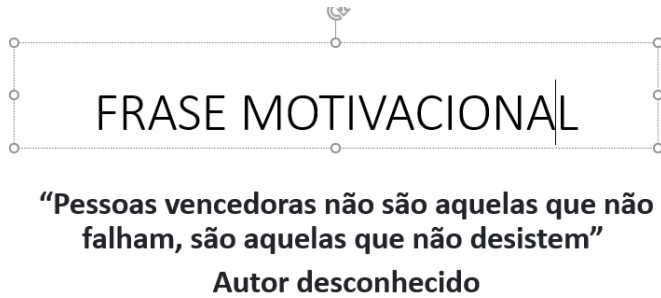 FRASE MOTIVACIONAL
“Pessoas vencedoras não são aquelas que não
falham, são aquelas que não desistem”
Autor desconhecido